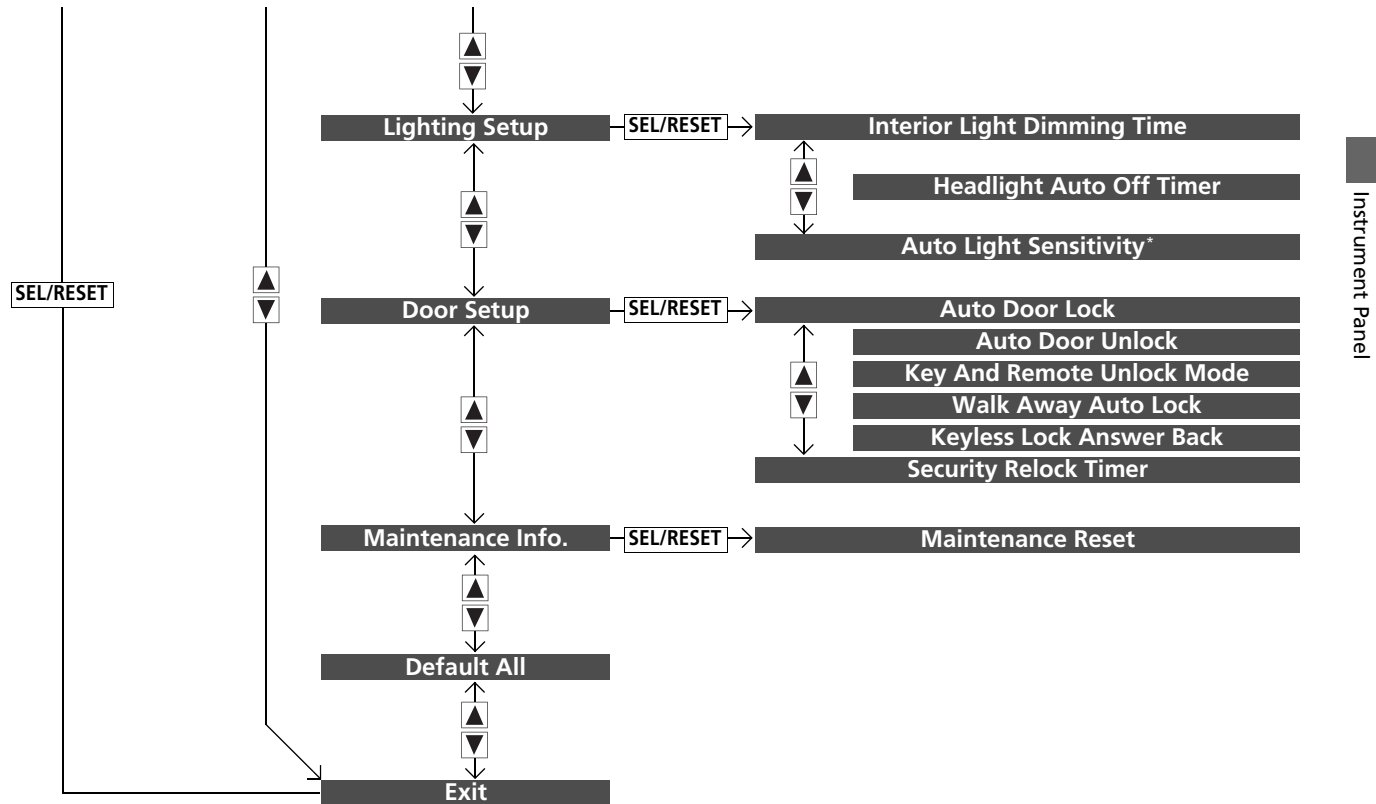 Lighting Setup SEL/RESET Interior Light Dimming Time
Headlight Auto Off Timer
Auto Light Sensitivity*
SEL/RESET
Door Setup SEL/RESET Auto Door Lock
Auto Door Unlock
Key And Remote Unlock Mode
Walk Away Auto Lock
Keyless Lock Answer Back
Security Relock Timer
Maintenance Info. SEL/RESET Maintenance Reset
Default All
Exit
Instrument Panel